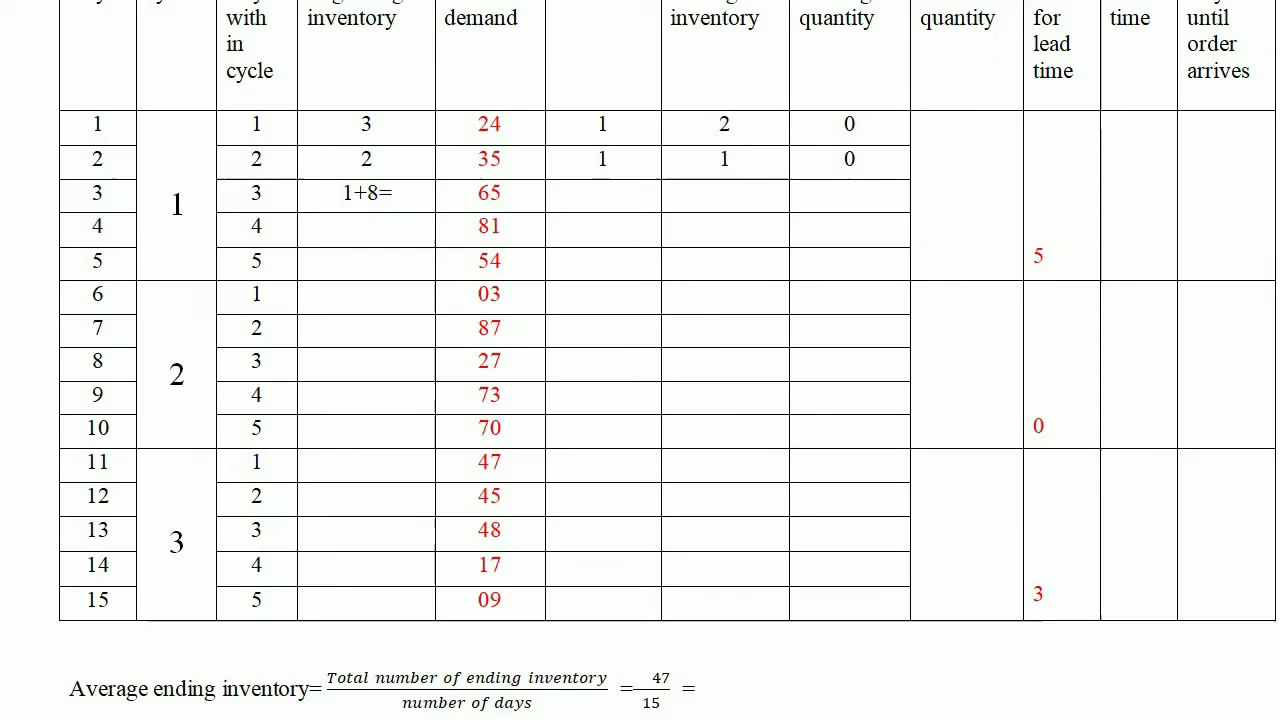 with inventory demand inventory quantity quantity for time until
in lead order
cycle time arrives
1 1 3 24 1 2 0
2 2 2 35 1 1 0
3 1 3 1+8= 65
4 4 81
5 5 54 5
6 1 03
7 2 87
8 2 3 27
9 4 73
10 5 70 0
11 1 47
12 2 45
13 3 3 48
14 4 17
15 5 09 3
Average ending inventory= Total number of ending inventory / number of days = 47 / 15 =